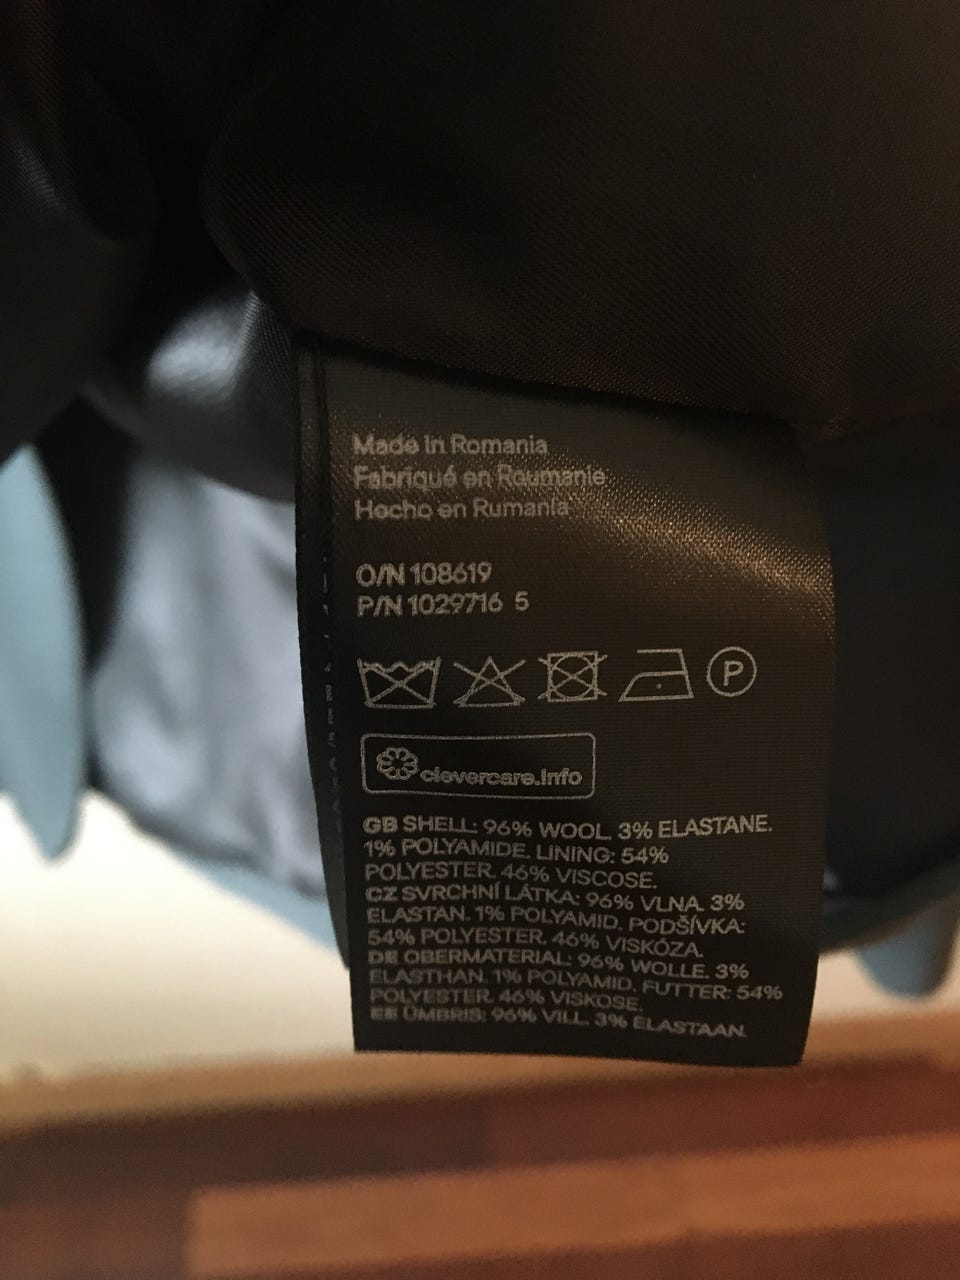 Made in Romania
Fabriqué en Roumanie
Hecho en Rumania
O/N 108619
P/N 1029716 5
P
clevercare.info
GB SHELL: 96% WOOL. 3% ELASTANE.
1% POLYAMIDE. LINING: 54%
POLYESTER. 46% VISCOSE.
CZ SVRCHNÍ LÁTKA: 96% VLNA. 3%
ELASTAN. 1% POLYAMID. PODŠÍVKA:
54% POLYESTER. 46% VISKÓZA.
DE OBERMATERIAL: 96% WOLLE. 3%
ELASTHAN. 1% POLYAMID. FUTTER: 54%
POLYESTER. 46% VISKOSE.
EE ÜMBRIS: 96% VILL. 3% ELASTAAN.